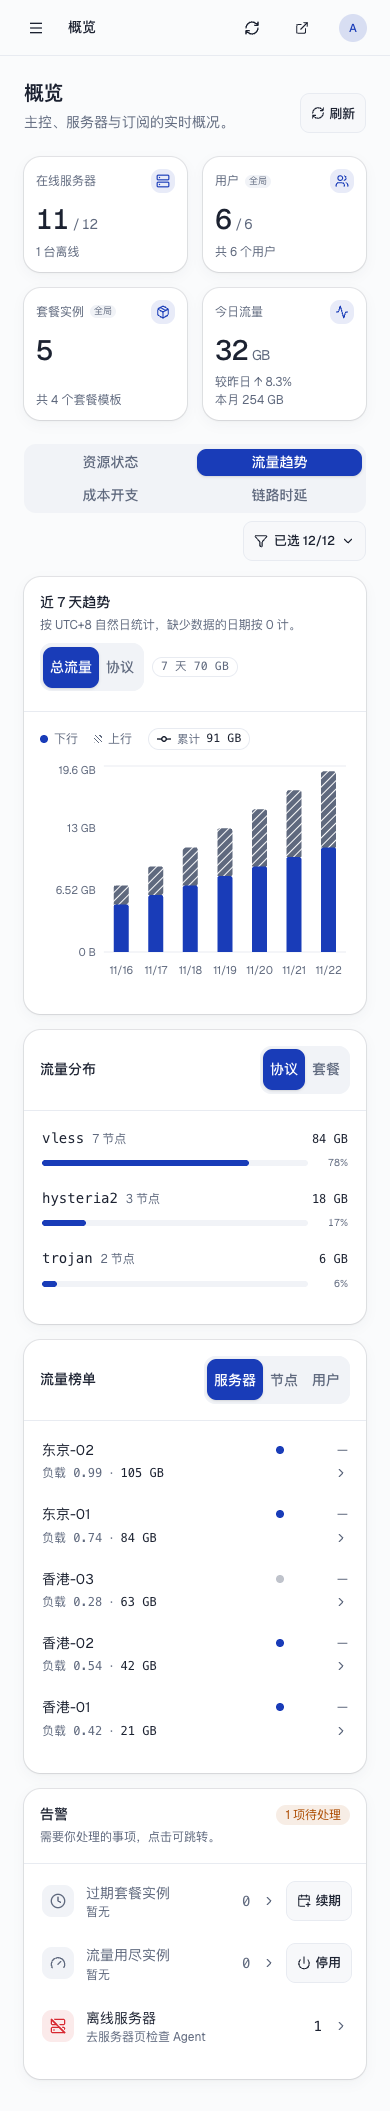 概览
A
概览
主控、服务器与订阅的实时概况。
刷新
在线服务器
11 / 12
1 台离线
用户 全局
6 / 6
共 6 个用户
套餐实例 全局
5
共 4 个套餐模板
今日流量
32 GB
较昨日 ↑ 8.3%
本月 254 GB
资源状态
流量趋势
成本开支
链路时延
已选 12/12
近 7 天趋势
按 UTC+8 自然日统计，缺少数据的日期按 0 计。
总流量 协议 7 天 70 GB
下行 上行 累计 91 GB
19.6 GB
13 GB
6.52 GB
0 B
11/16 11/17 11/18 11/19 11/20 11/21 11/22
流量分布
协议 套餐
vless 7 节点 84 GB
78%
hysteria2 3 节点 18 GB
17%
trojan 2 节点 6 GB
6%
流量榜单
服务器 节点 用户
东京-02 —
负载 0.99 · 105 GB
东京-01 —
负载 0.74 · 84 GB
香港-03 —
负载 0.28 · 63 GB
香港-02 —
负载 0.54 · 42 GB
香港-01 —
负载 0.42 · 21 GB
告警
1 项待处理
需要你处理的事项，点击可跳转。
过期套餐实例
暂无
0
续期
流量用尽实例
暂无
0
停用
离线服务器
去服务器页检查 Agent
1